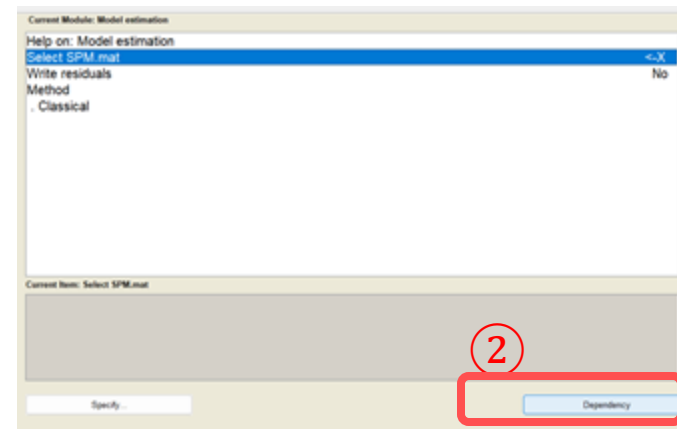 Current Module: Model estimation
Help on: Model estimation
Select SPM.mat <-X
Write residuals No
Method
. Classical
Current Item: Select SPM.mat
②
Specify... Dependency